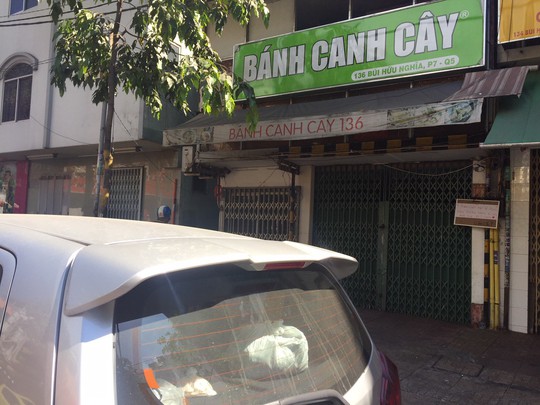 BÁNH CANH CÂY®
136 BÙI HỮU NGHĨA, P7 - Q5
BÁNH CANH CÂY 136